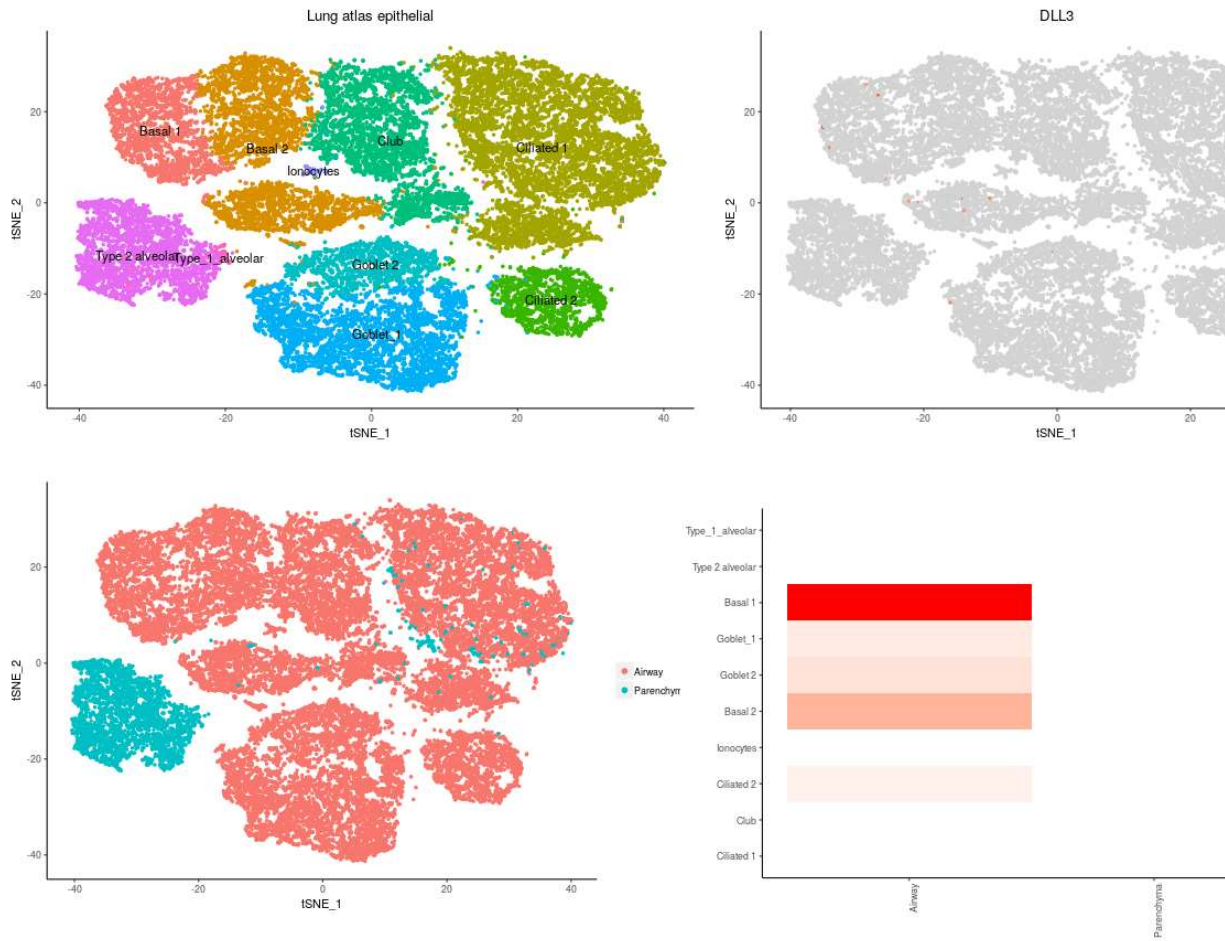 Lung atlas epithelial
DLL3
20
0
-20
-40
tSNE_2
-40
-20
0
20
40
tSNE_1
Basal 1
Basal 2
Club
Ciliated 1
Ionocytes
Type 2 alveolar
Type_1_alveolar
Goblet 2
Goblet_1
Ciliated 2
20
0
-20
-40
tSNE_2
-40
-20
0
20
tSNE_1
20
0
-20
-40
tSNE_2
-40
-20
0
20
40
tSNE_1
Airway
Parenchyn
Type_1_alveolar
Type 2 alveolar
Basal 1
Goblet_1
Goblet 2
Basal 2
Ionocytes
Ciliated 2
Club
Ciliated 1
Airway
Parenchyma